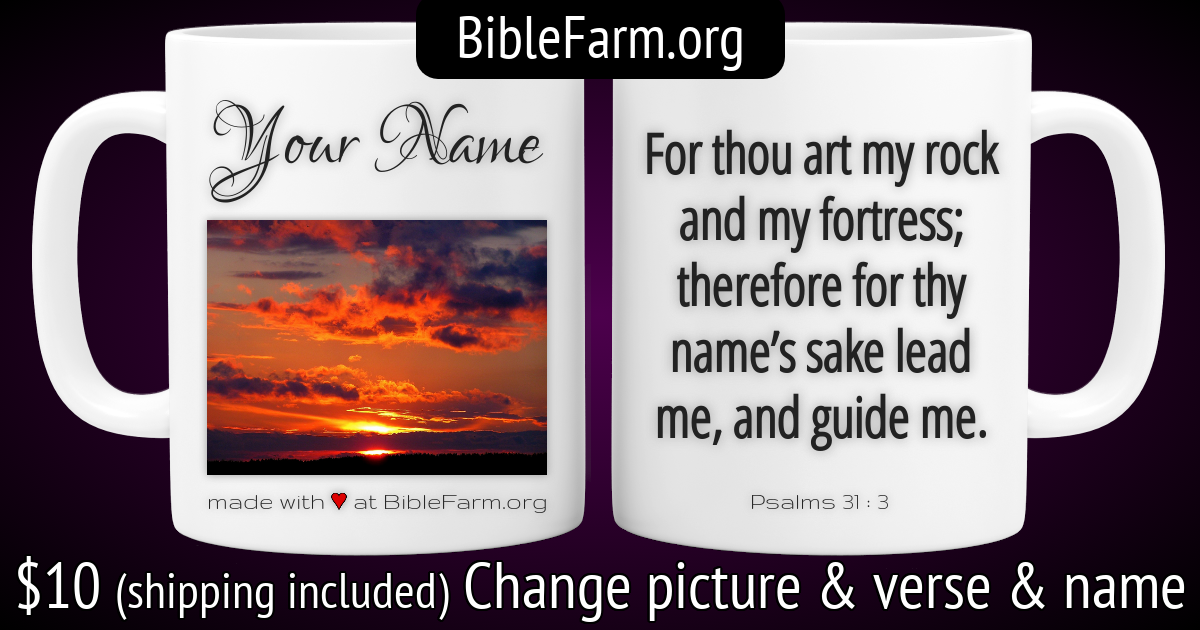 BibleFarm.org
Your Name
made with ♥ at BibleFarm.org
For thou art my rock
and my fortress;
therefore for thy
name’s sake lead
me, and guide me.
Psalms 31 : 3
$10 (shipping included) Change picture & verse & name